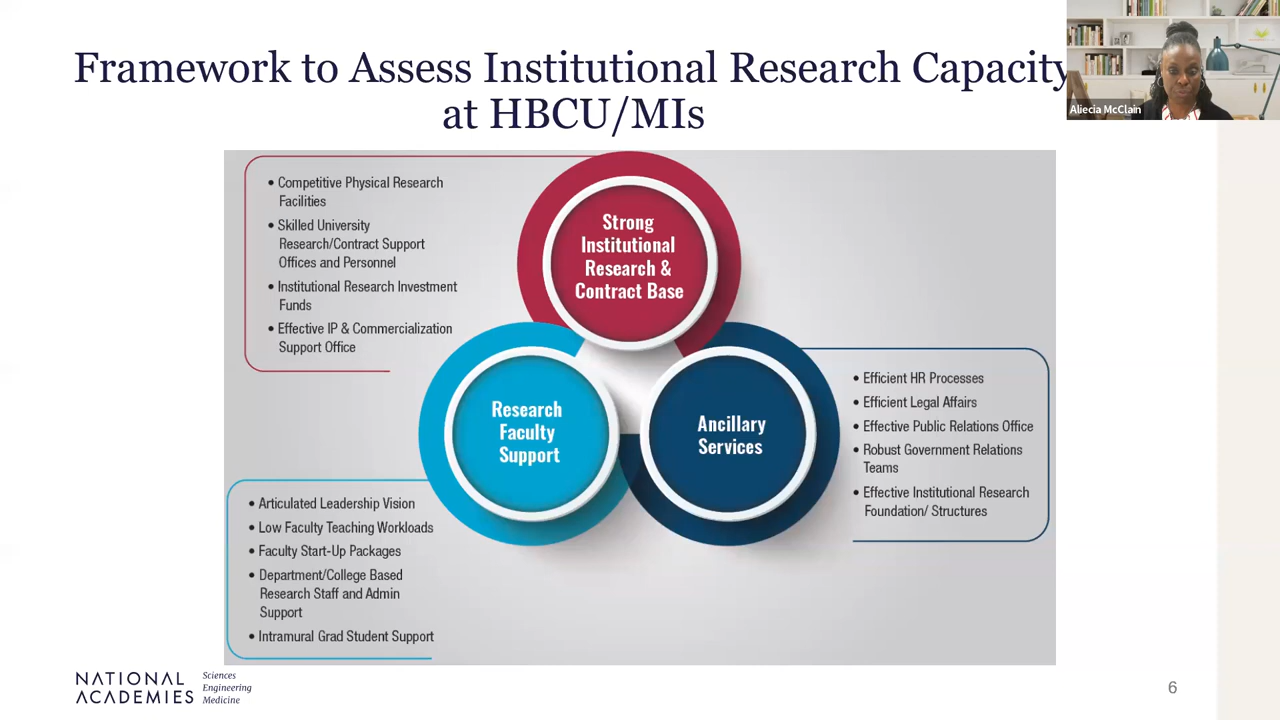 Framework to Assess Institutional Research Capacity
at HBCU/MIs
Aliecia McClain
• Competitive Physical Research
Facilities
• Skilled University
Research/Contract Support
Offices and Personnel
• Institutional Research Investment
Funds
• Effective IP & Commercialization
Support Office
Strong
Institutional
Research &
Contract Base
Research
Faculty
Support
Ancillary
Services
• Efficient HR Processes
• Efficient Legal Affairs
• Effective Public Relations Office
• Robust Government Relations
Teams
• Effective Institutional Research
Foundation/ Structures
• Articulated Leadership Vision
• Low Faculty Teaching Workloads
• Faculty Start-Up Packages
• Department/College Based
Research Staff and Admin
Support
• Intramural Grad Student Support
NATIONAL
ACADEMIES
Sciences
Engineering
Medicine
6